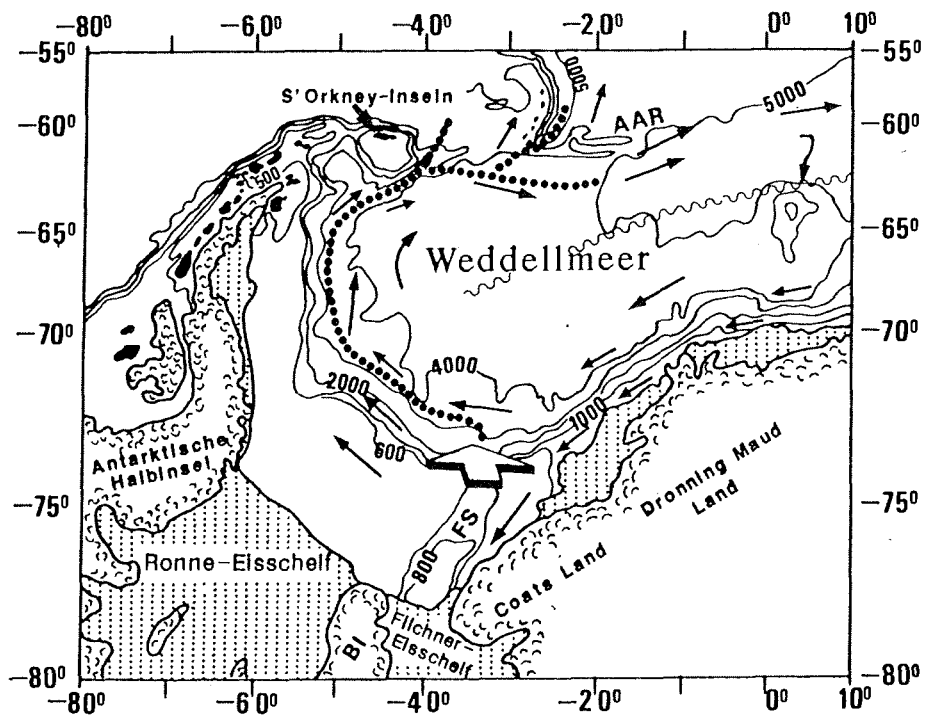 −80⁰ −60⁰ −40⁰ −20⁰ 0⁰ 10⁰
−55⁰ −55⁰
5000
S'Orkney-Inseln
5000
−60⁰ AAR −60⁰
1500
−65⁰ −65⁰
Weddellmeer
−70⁰ −70⁰
4000
2000
1000
600
Antarktische
Halbinsel
Dronning Maud
Land
−75⁰ −75⁰
FS
800
Ronne-Eisschelf
Coats Land
Filchner-
Eisschelf
BI
−80⁰ −80⁰
−80⁰ −60⁰ −40⁰ −20⁰ 0⁰ 10⁰